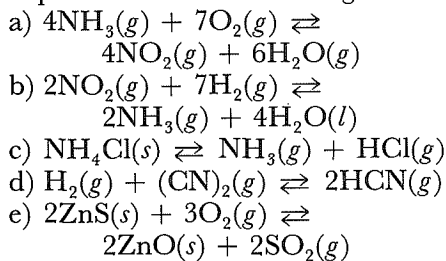 a) 4NH₃(g) + 7O₂(g) ⇄
4NO₂(g) + 6H₂O(g)
b) 2NO₂(g) + 7H₂(g) ⇄
2NH₃(g) + 4H₂O(l)
c) NH₄Cl(s) ⇄ NH₃(g) + HCl(g)
d) H₂(g) + (CN)₂(g) ⇄ 2HCN(g)
e) 2ZnS(s) + 3O₂(g) ⇄
2ZnO(s) + 2SO₂(g)